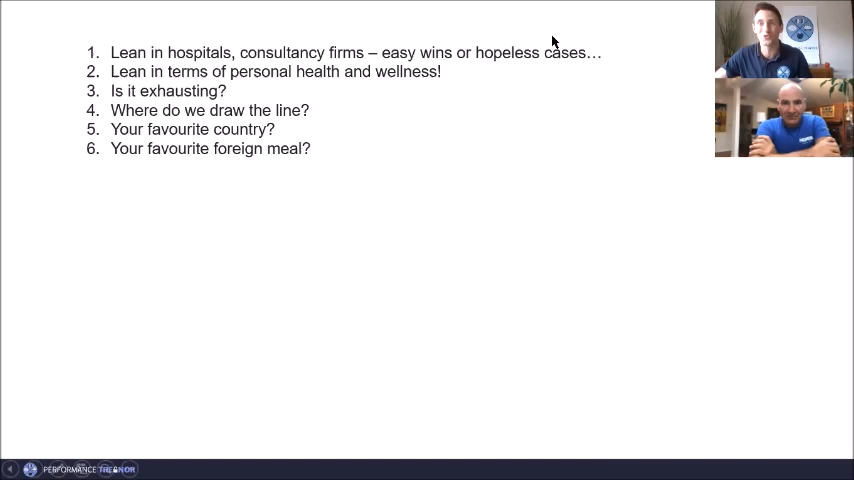 1. Lean in hospitals, consultancy firms – easy wins or hopeless cases…
2. Lean in terms of personal health and wellness!
3. Is it exhausting?
4. Where do we draw the line?
5. Your favourite country?
6. Your favourite foreign meal?
PERFORMANCE